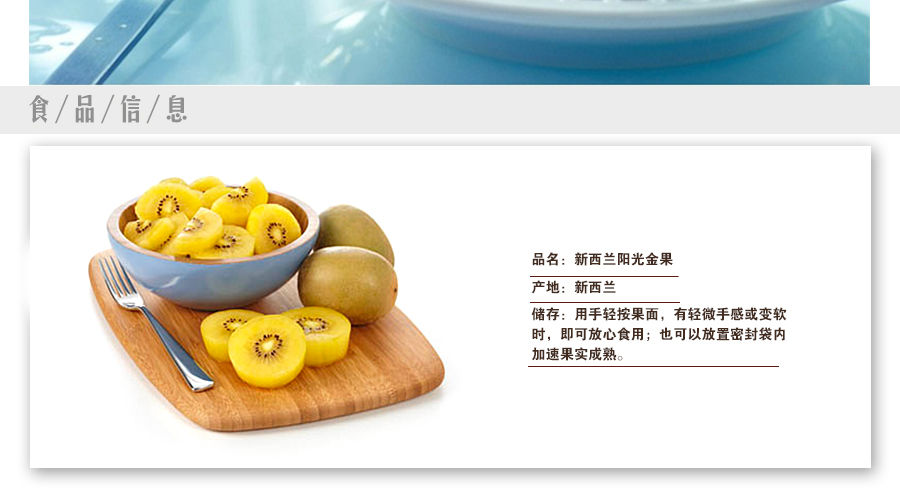 食/品/信/息
品名：新西兰阳光金果
产地：新西兰
储存：用手轻按果面，有轻微手感或变软
时，即可放心食用；也可以放置密封袋内
加速果实成熟。